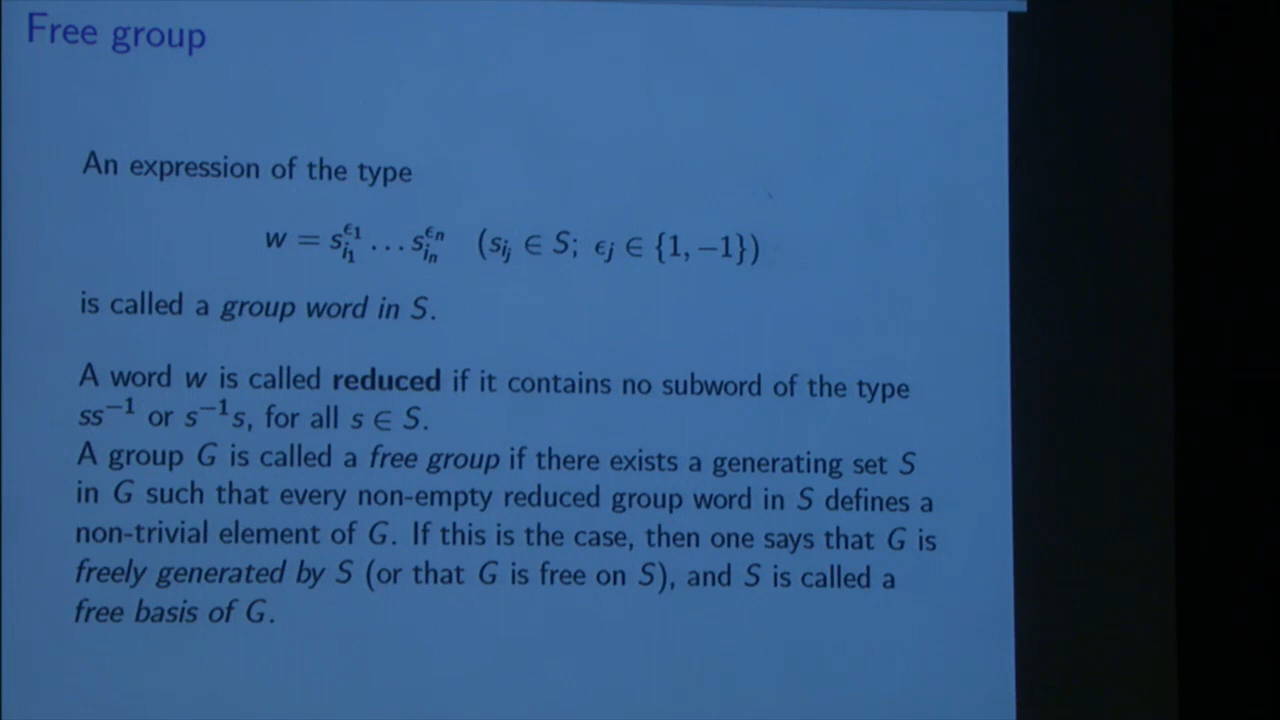 Free group
An expression of the type
w = s_{i_1}^{ϵ_1} … s_{i_n}^{ϵ_n} (s_{i_j} ∈ S; ϵ_j ∈ {1, −1})
is called a group word in S.
A word w is called reduced if it contains no subword of the type
ss^{−1} or s^{−1}s, for all s ∈ S.
A group G is called a free group if there exists a generating set S
in G such that every non-empty reduced group word in S defines a
non-trivial element of G. If this is the case, then one says that G is
freely generated by S (or that G is free on S), and S is called a
free basis of G.